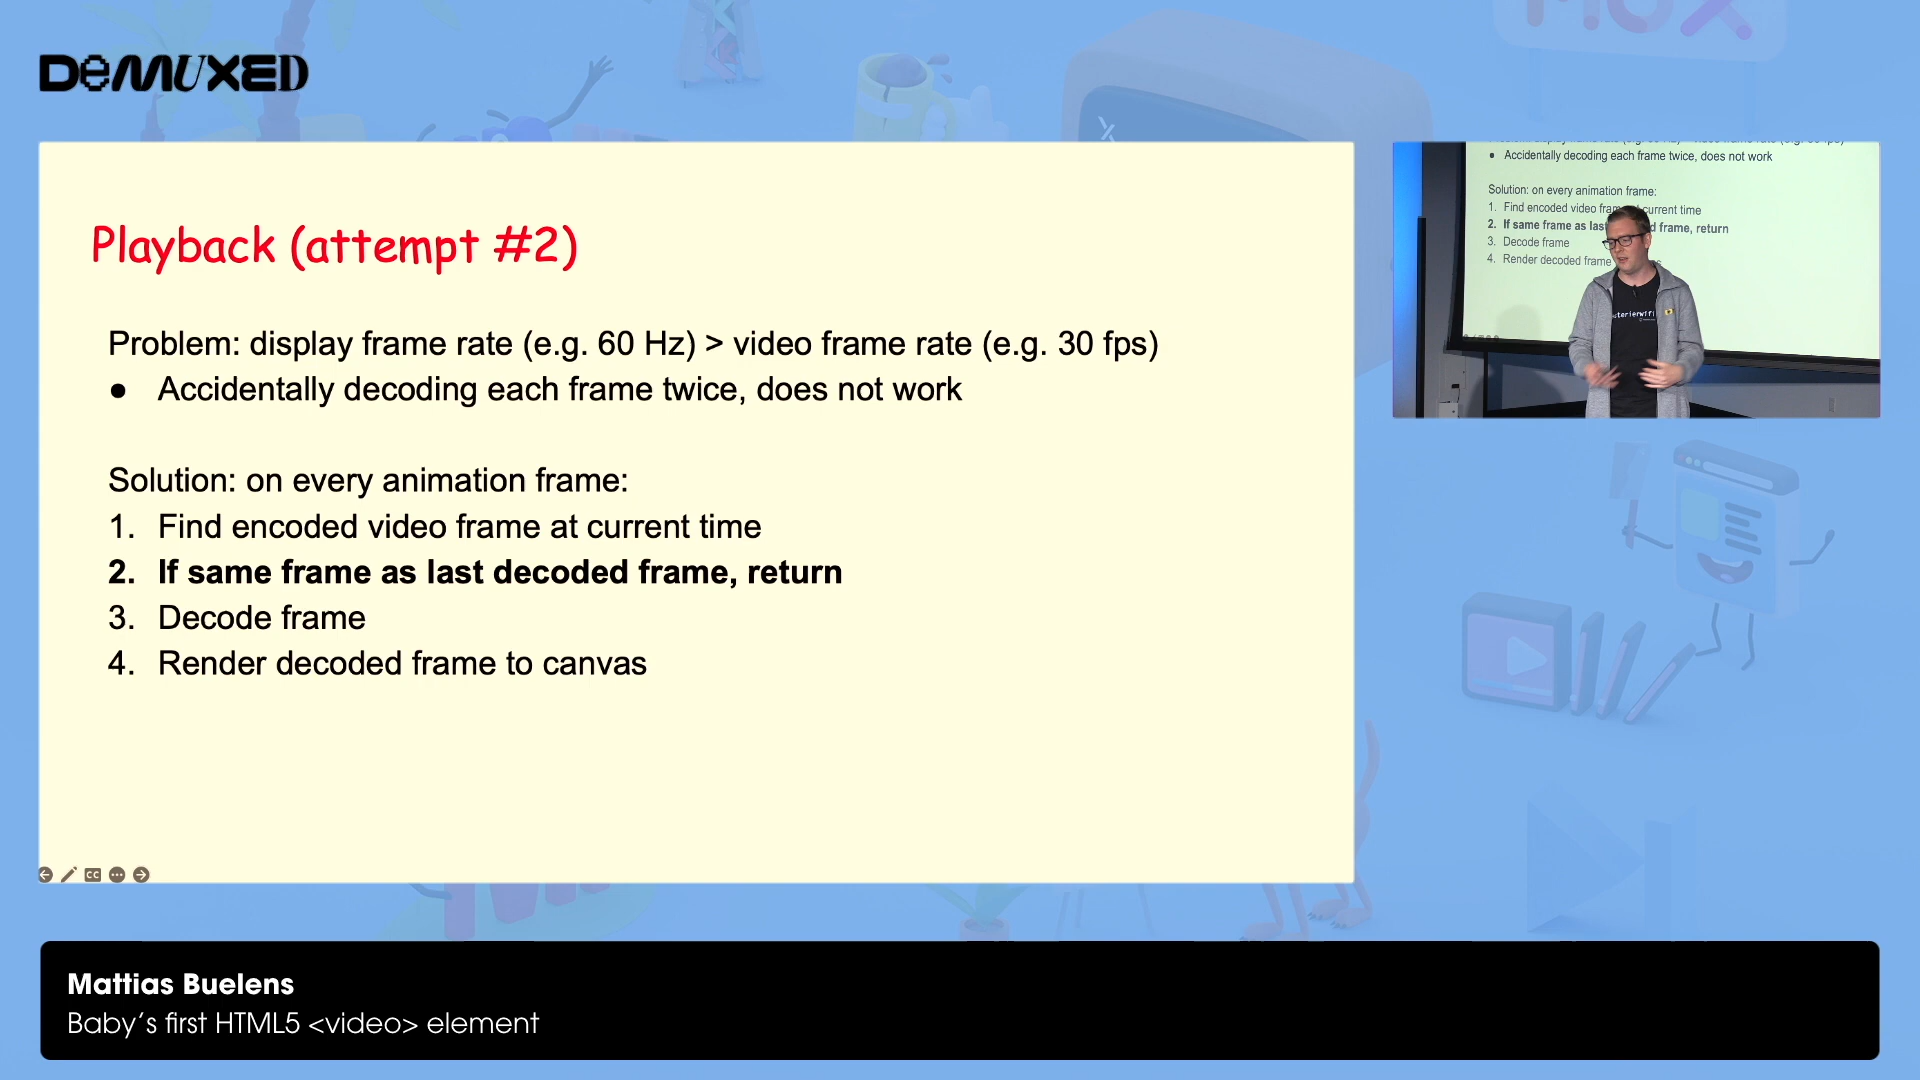 DEMUXED
MUX
Playback (attempt #2)
Problem: display frame rate (e.g. 60 Hz) > video frame rate (e.g. 30 fps)
● Accidentally decoding each frame twice, does not work
Solution: on every animation frame:
1. Find encoded video frame at current time
2. If same frame as last decoded frame, return
3. Decode frame
4. Render decoded frame to canvas
CC
● Accidentally decoding each frame twice, does not work
Solution: on every animation frame:
1. Find encoded video current time
2. If same frame as las frame, return
3. Decode frame
4. Render decoded frame
Mattias Buelens
Baby’s first HTML5 <video> element